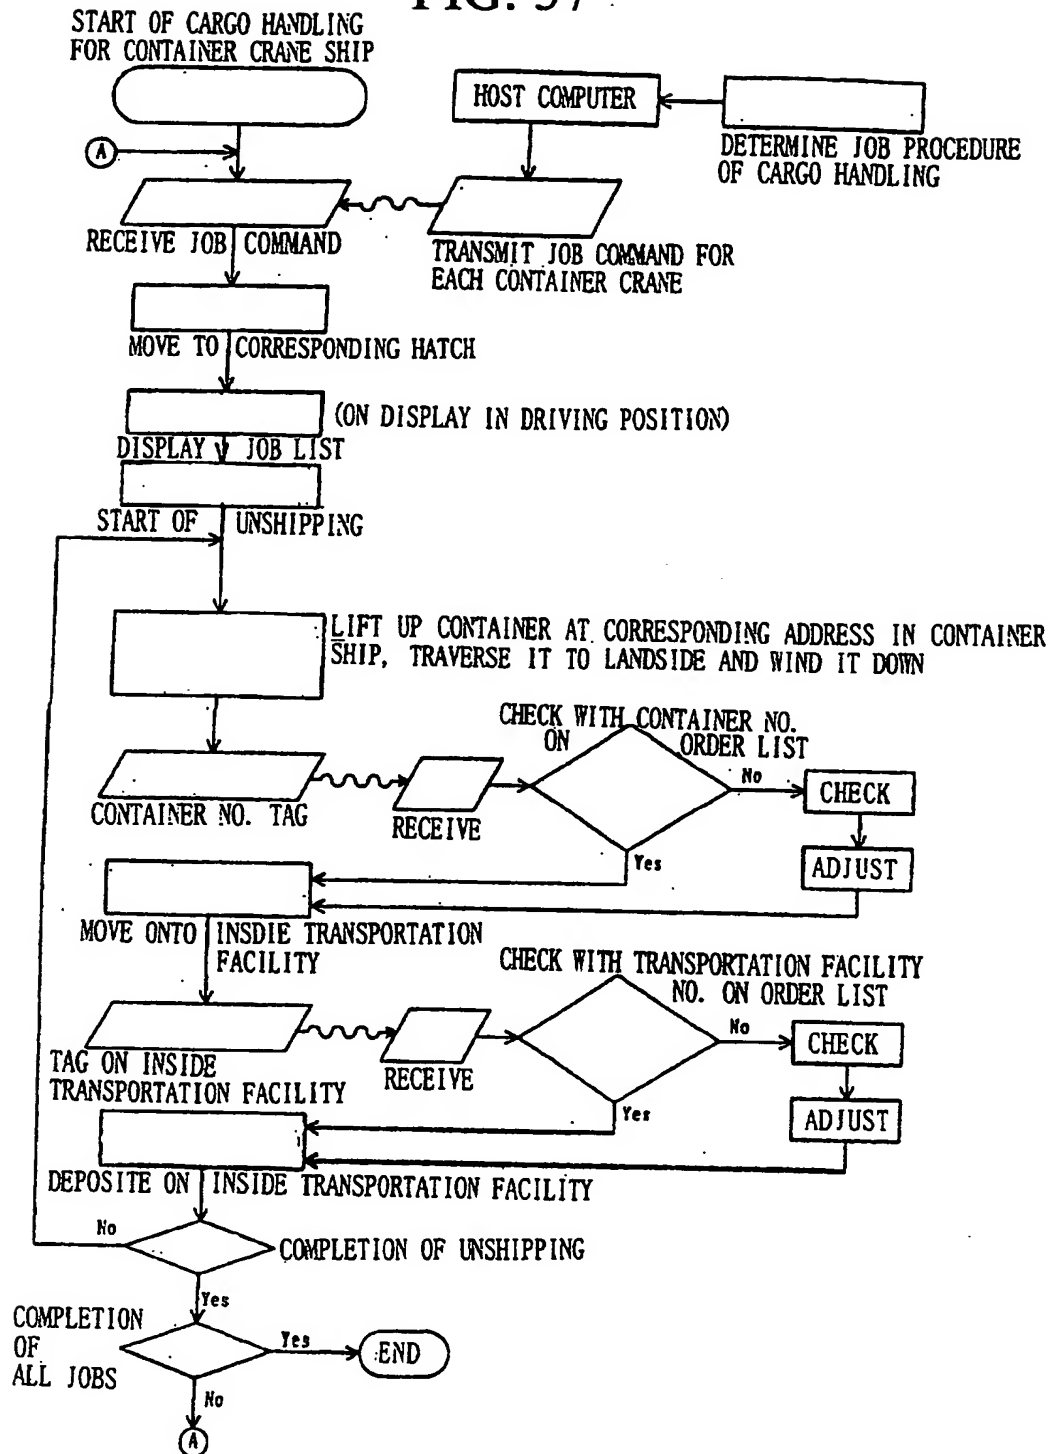 FIG. 37
START OF CARGO HANDLING
FOR CONTAINER CRANE SHIP
HOST COMPUTER
DETERMINE JOB PROCEDURE
OF CARGO HANDLING
A
RECEIVE JOB COMMAND
TRANSMIT JOB COMMAND FOR
EACH CONTAINER CRANE
MOVE TO CORRESPONDING HATCH
(ON DISPLAY IN DRIVING POSITION)
DISPLAY JOB LIST
START OF UNSHIPPING
LIFT UP CONTAINER AT CORRESPONDING ADDRESS IN CONTAINER
SHIP, TRAVERSE IT TO LANDSIDE AND WIND IT DOWN
CHECK WITH CONTAINER NO.
ON ORDER LIST
No
CHECK
CONTAINER NO. TAG
RECEIVE
Yes
ADJUST
MOVE ONTO INSDIE TRANSPORTATION
FACILITY
CHECK WITH TRANSPORTATION FACILITY
NO. ON ORDER LIST
No
CHECK
TAG ON INSIDE
TRANSPORTATION FACILITY
RECEIVE
Yes
ADJUST
DEPOSITE ON INSIDE TRANSPORTATION FACILITY
No
COMPLETION OF UNSHIPPING
Yes
COMPLETION
OF
ALL JOBS
Yes
END
No
A